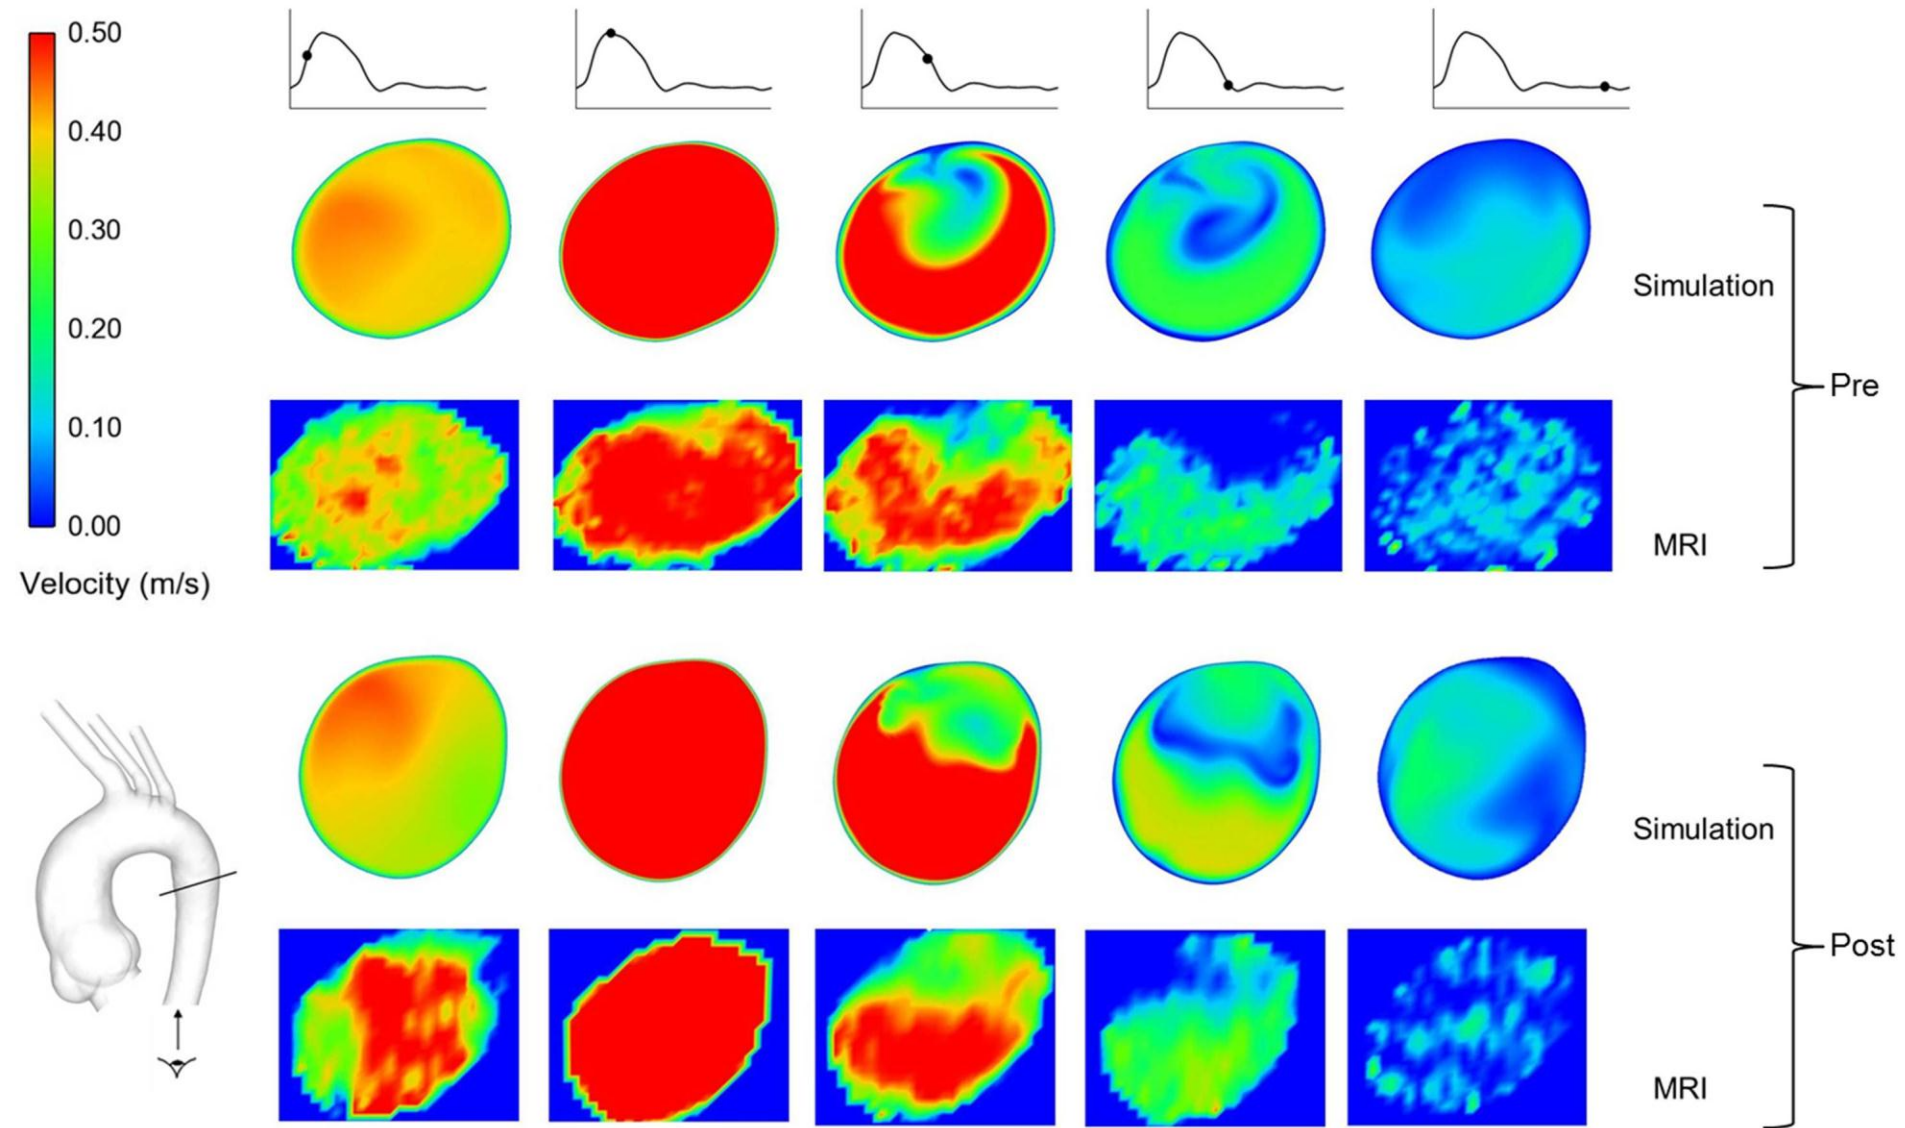 0.50
0.40
0.30
0.20
0.10
0.00
Velocity (m/s)
Simulation
Pre
MRI
Simulation
Post
MRI